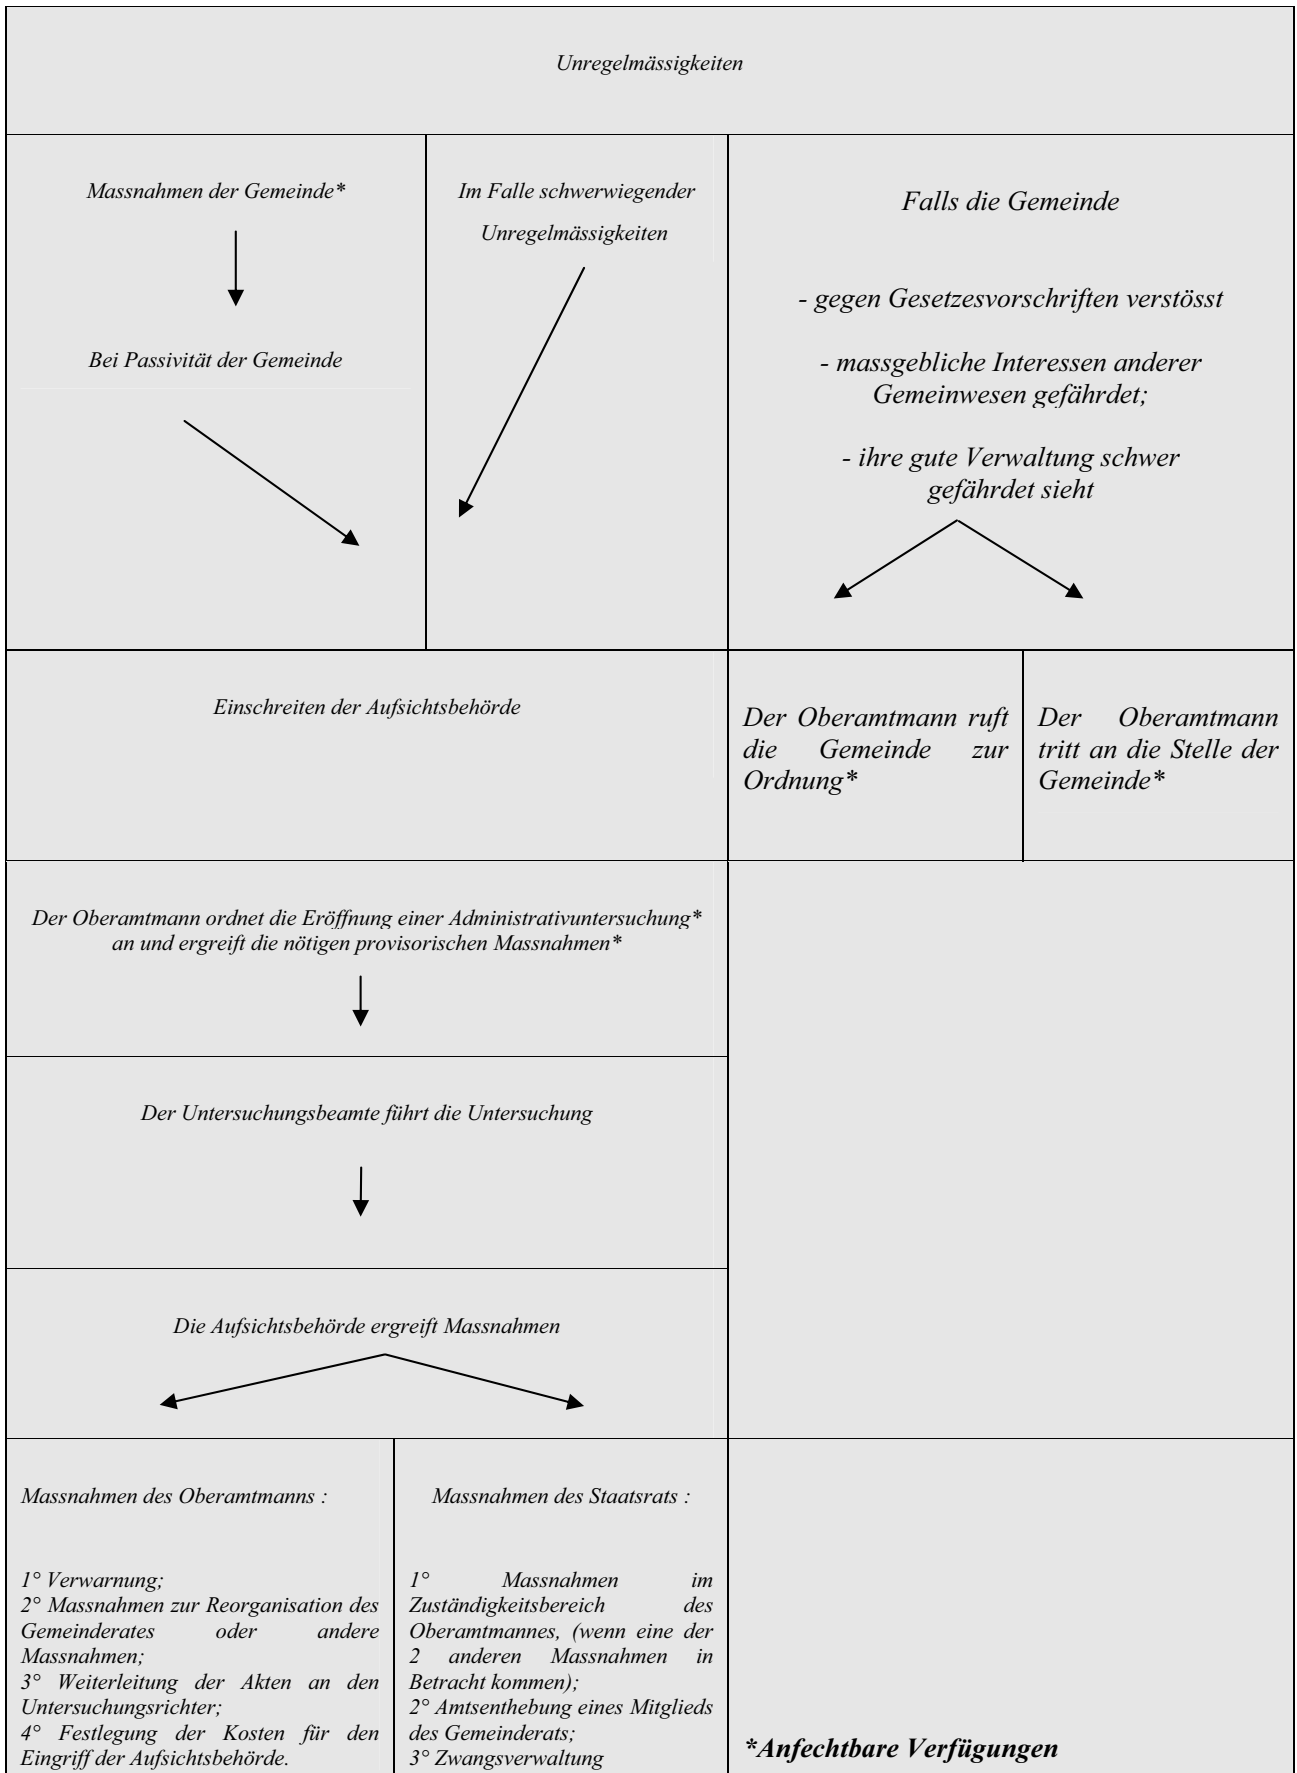 Unregelmässigkeiten
Massnahmen der Gemeinde*
Bei Passivität der Gemeinde
Im Falle schwerwiegender
Unregelmässigkeiten
Falls die Gemeinde
- gegen Gesetzesvorschriften verstösst
- massgebliche Interessen anderer
Gemeinwesen gefährdet;
- ihre gute Verwaltung schwer
gefährdet sieht
Einschreiten der Aufsichtsbehörde
Der Oberamtmann ruft
die Gemeinde zur
Ordnung*
Der Oberamtmann
tritt an die Stelle der
Gemeinde*
Der Oberamtmann ordnet die Eröffnung einer Administrativuntersuchung*
an und ergreift die nötigen provisorischen Massnahmen*
Der Untersuchungsbeamte führt die Untersuchung
Die Aufsichtsbehörde ergreift Massnahmen
Massnahmen des Oberamtmanns :
1° Verwarnung;
2° Massnahmen zur Reorganisation des
Gemeinderates oder andere
Massnahmen;
3° Weiterleitung der Akten an den
Untersuchungsrichter;
4° Festlegung der Kosten für den
Eingriff der Aufsichtsbehörde.
Massnahmen des Staatsrats :
1° Massnahmen im
Zuständigkeitsbereich des
Oberamtmannes, (wenn eine der
2 anderen Massnahmen in
Betracht kommen);
2° Amtsenthebung eines Mitglieds
des Gemeinderats;
3° Zwangsverwaltung
*Anfechtbare Verfügungen